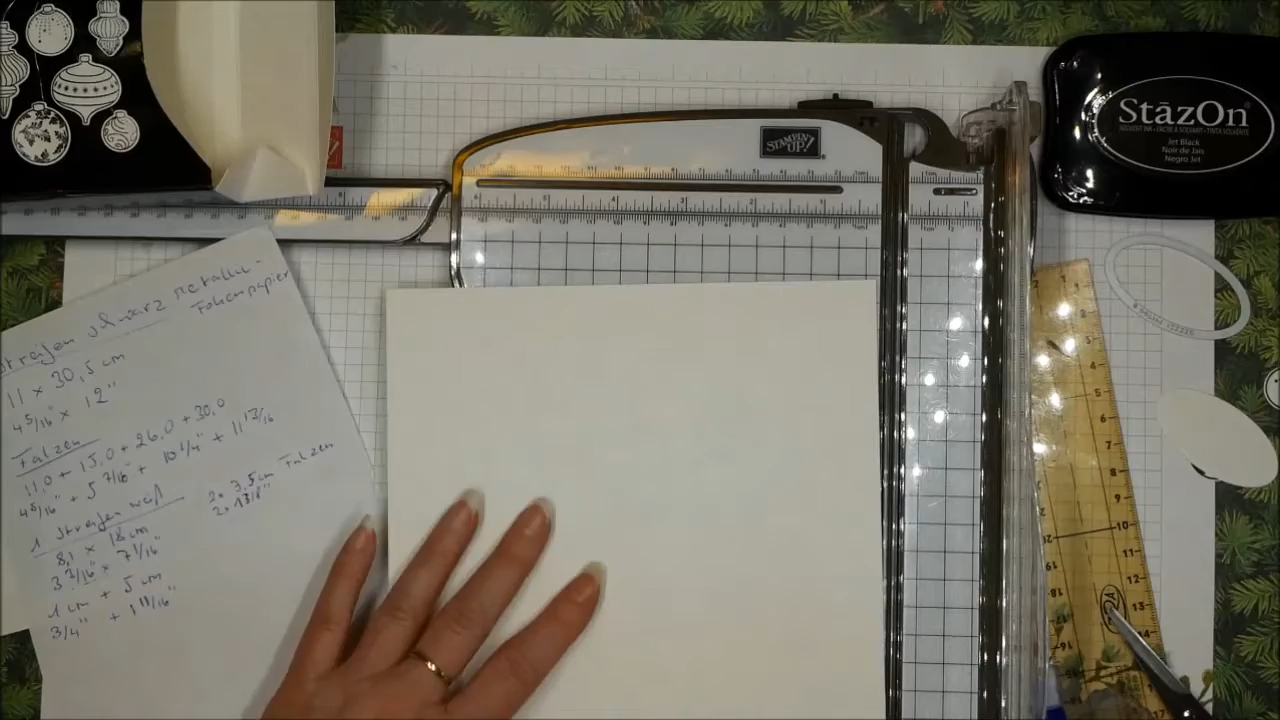 STAMPIN' UP!
StāzOn
Jet Black
Noir de Jais
Negro Jet
Streifen schwarz Metallic-
Folienpapier
11 x 30,5 cm
4 5/16" x 12"
Falzen
11,0 + 15,0 + 26,0 + 30,0
4 5/16" + 5 7/16" + 10 1/4" + 11 13/16
1 Streifen weiß
8,1 x 18 cm
3 3/16" x 7 1/16"
1 cm + 5 cm
3/4" + 1 11/16"
2x 3,5 cm Falzen
2x 1 3/8"